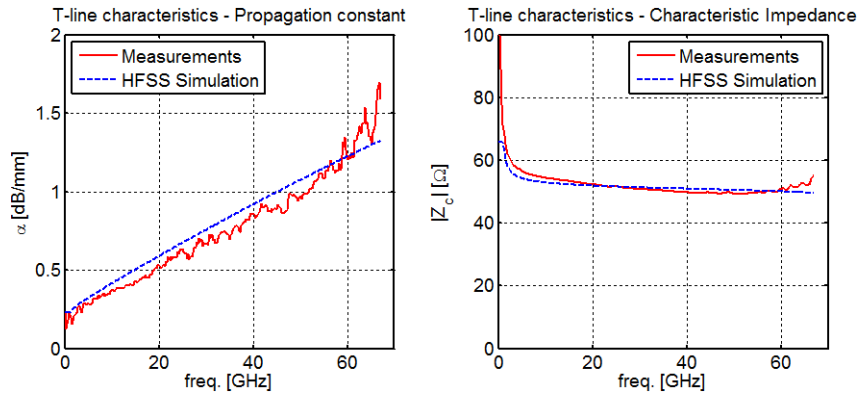 T-line characteristics - Propagation constant
2
1.5
1
0.5
0
α [dB/mm]
Measurements
HFSS Simulation
0 20 40 60
freq. [GHz]
T-line characteristics - Characteristic Impedance
100
80
60
40
20
0
|Zc| [Ω]
Measurements
HFSS Simulation
0 20 40 60
freq. [GHz]